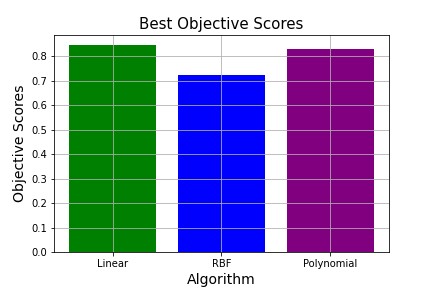 Best Objective Scores
Objective Scores
0.8
0.7
0.6
0.5
0.4
0.3
0.2
0.1
0.0
Linear RBF Polynomial
Algorithm